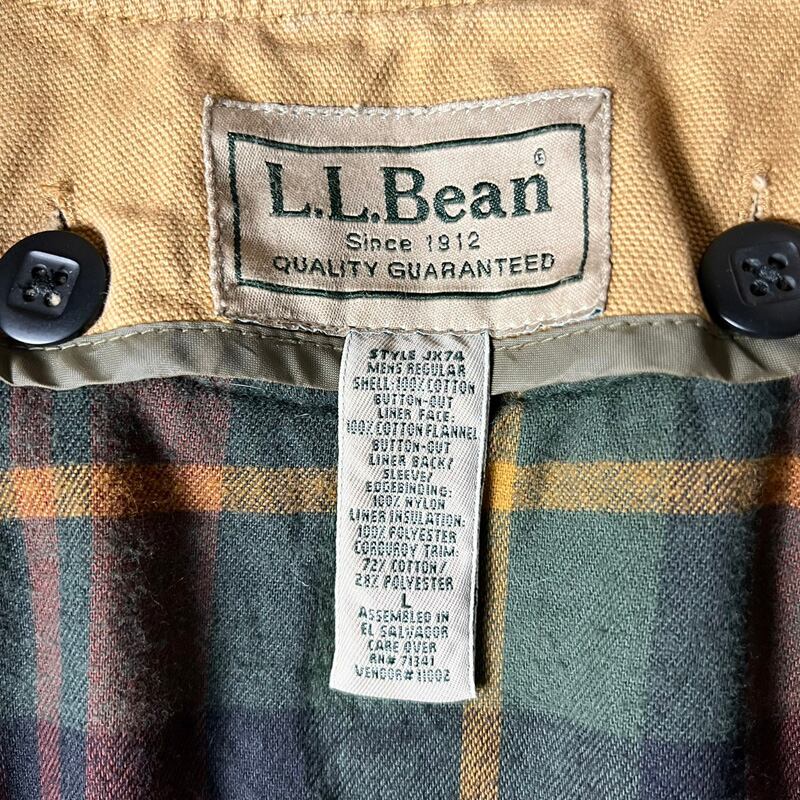 L.L.Bean®
Since 1912
QUALITY GUARANTEED
STYLE JX74
MENS REGULAR
SHELL: 100% COTTON
BUTTON-OUT
LINER FACE:
100% COTTON FLANNEL
BUTTON-OUT
LINER BACK/
SLEEVE/
EDGEBINDING:
100% NYLON
LINER INSULATION:
100% POLYESTER
CORDUROY TRIM:
72% COTTON/
28% POLYESTER
L
ASSEMBLED IN
EL SALVADOR
CARE OVER
RN# 71341
VENDOR# 11002